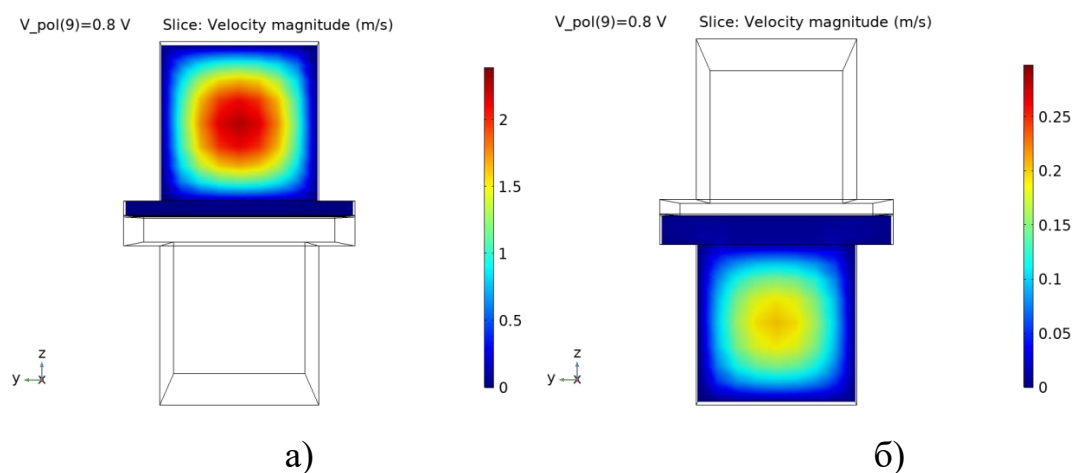 V_pol(9)=0.8 V Slice: Velocity magnitude (m/s)
2
1.5
1
0.5
0
z
y
x
а)
V_pol(9)=0.8 V Slice: Velocity magnitude (m/s)
0.25
0.2
0.15
0.1
0.05
0
z
y
x
б)